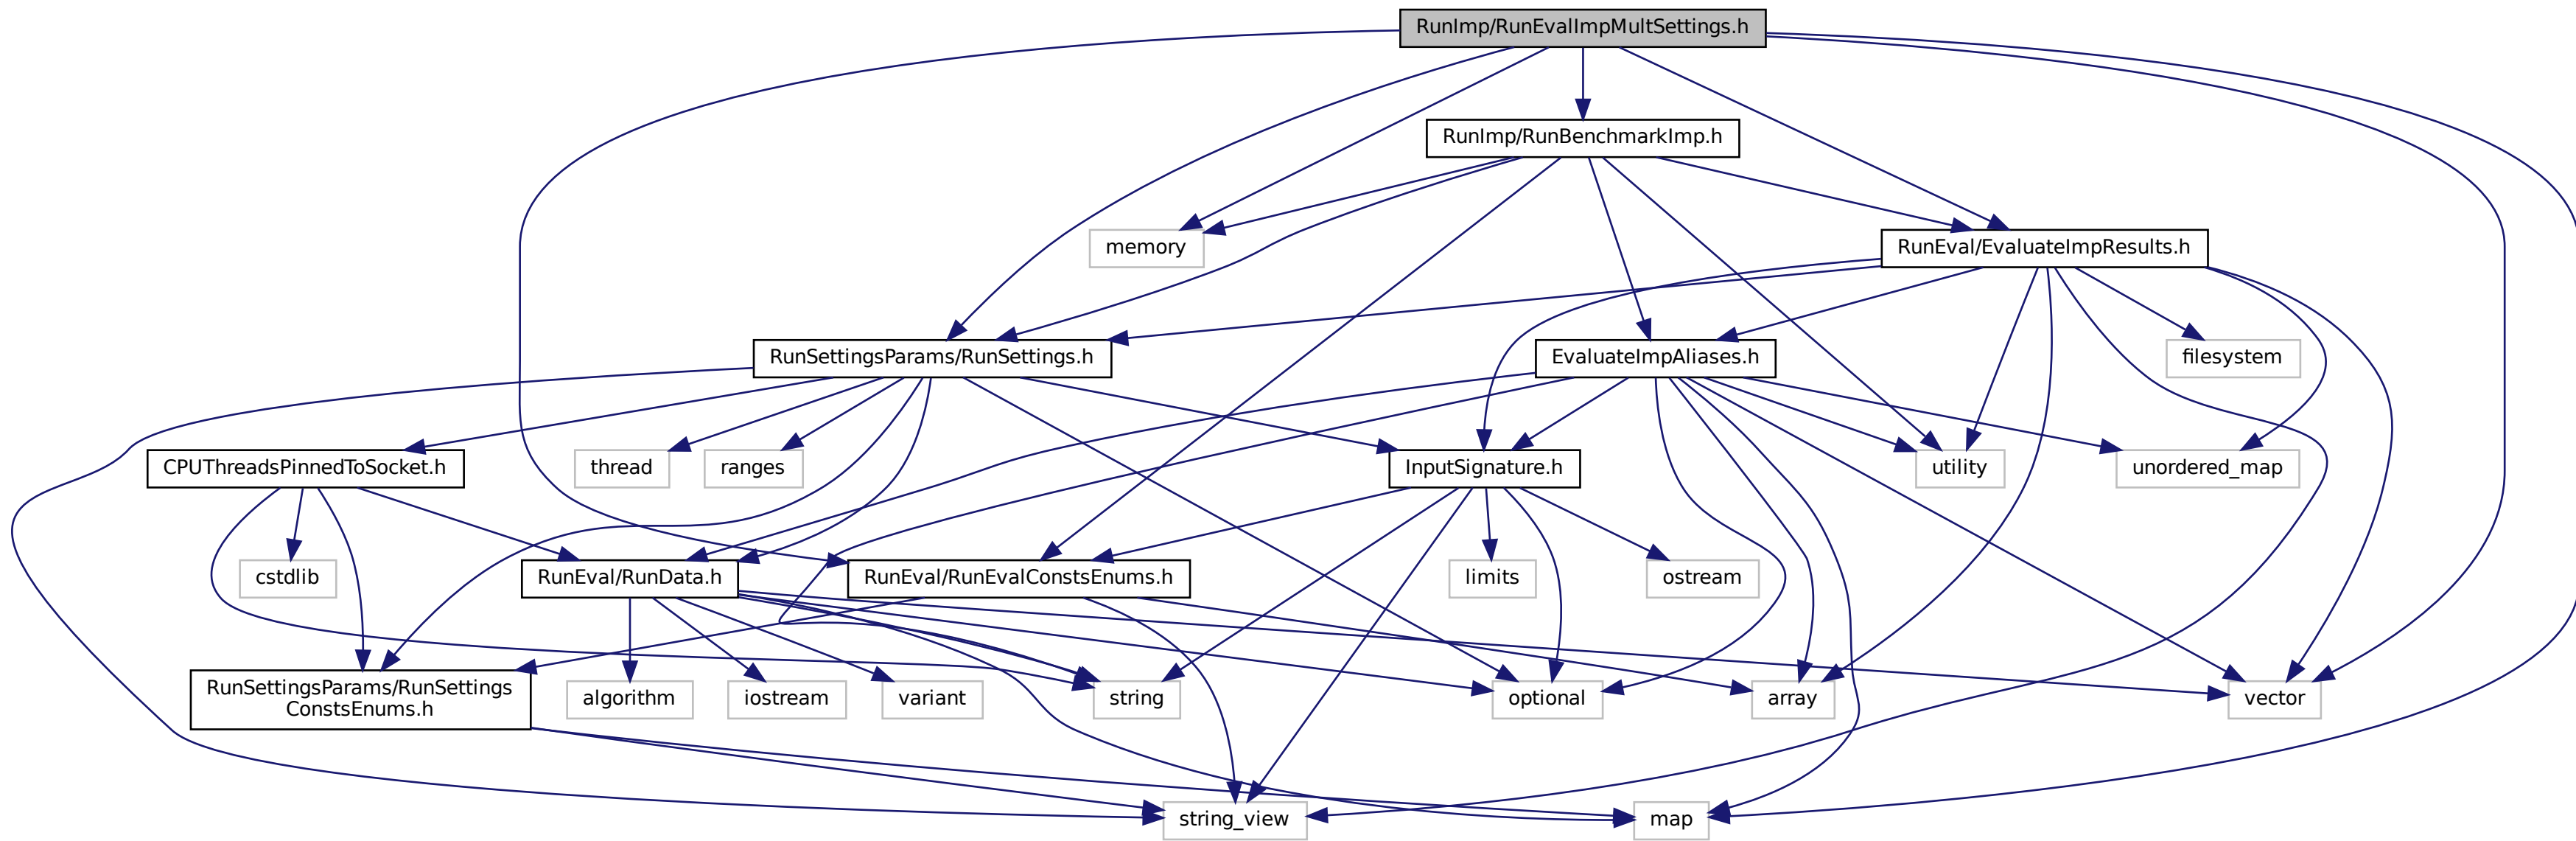 RunImp/RunEvalImpMultSettings.h
RunImp/RunBenchmarkImp.h
memory
RunEval/EvaluateImpResults.h
RunSettingsParams/RunSettings.h
EvaluateImpAliases.h
filesystem
CPUThreadsPinnedToSocket.h
thread
ranges
InputSignature.h
utility
unordered_map
cstdlib
RunEval/RunData.h
RunEval/RunEvalConstsEnums.h
limits
ostream
RunSettingsParams/RunSettings
ConstsEnums.h
algorithm
iostream
variant
string
optional
array
vector
string_view
map